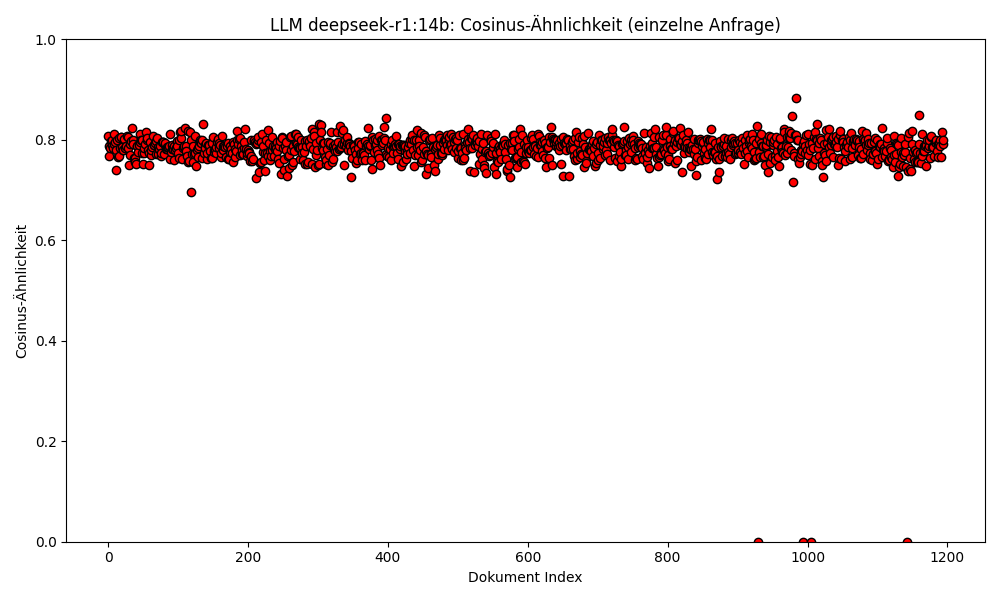 LLM deepseek-r1:14b: Cosinus-Ähnlichkeit (einzelne Anfrage)
1.0
0.8
0.6
0.4
0.2
0.0
Cosinus-Ähnlichkeit
0 200 400 600 800 1000 1200
Dokument Index